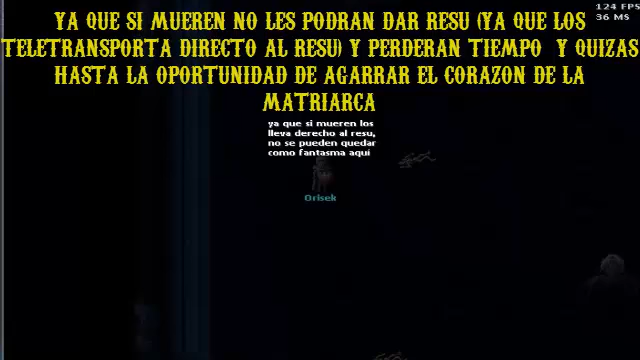 124 FPS
36 MS
YA QUE SI MUEREN NO LES PODRAN DAR RESU (YA QUE LOS
TELETRANSPORTA DIRECTO AL RESU) Y PERDERAN TIEMPO Y QUIZAS
HASTA LA OPORTUNIDAD DE AGARRAR EL CORAZON DE LA
MATRIARCA
ya que si mueren los
lleva derecho al resu,
no se pueden quedar
como fantasma aquí
Orisek